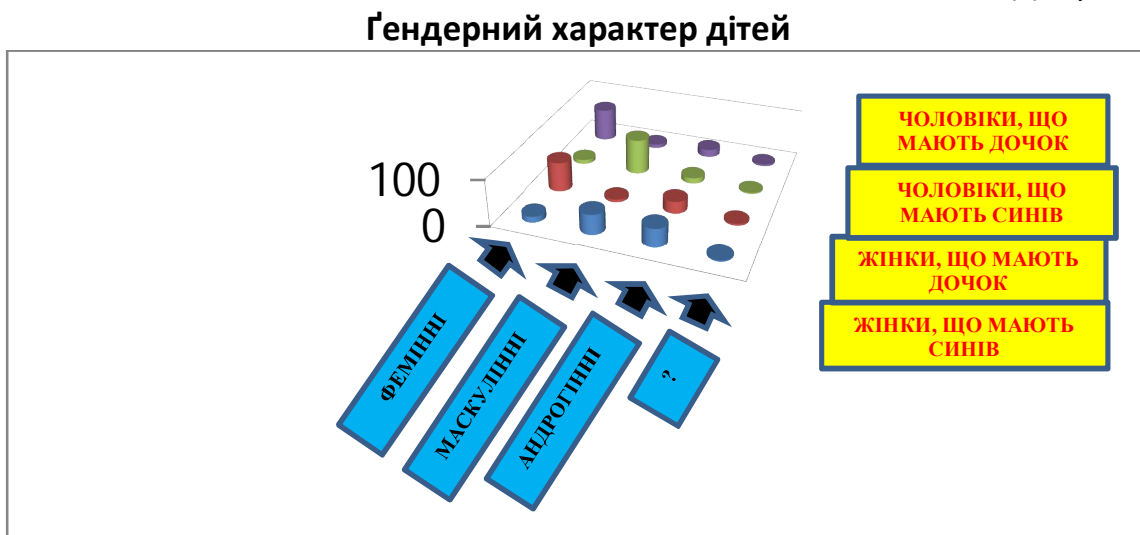 Ґендерний характер дітей
100
0
ФЕМІННІ
МАСКУЛІННІ
АНДРОГІННІ
?
ЧОЛОВІКИ, ЩО
МАЮТЬ ДОЧОК
ЧОЛОВІКИ, ЩО
МАЮТЬ СИНІВ
ЖІНКИ, ЩО МАЮТЬ
ДОЧОК
ЖІНКИ, ЩО МАЮТЬ
СИНІВ